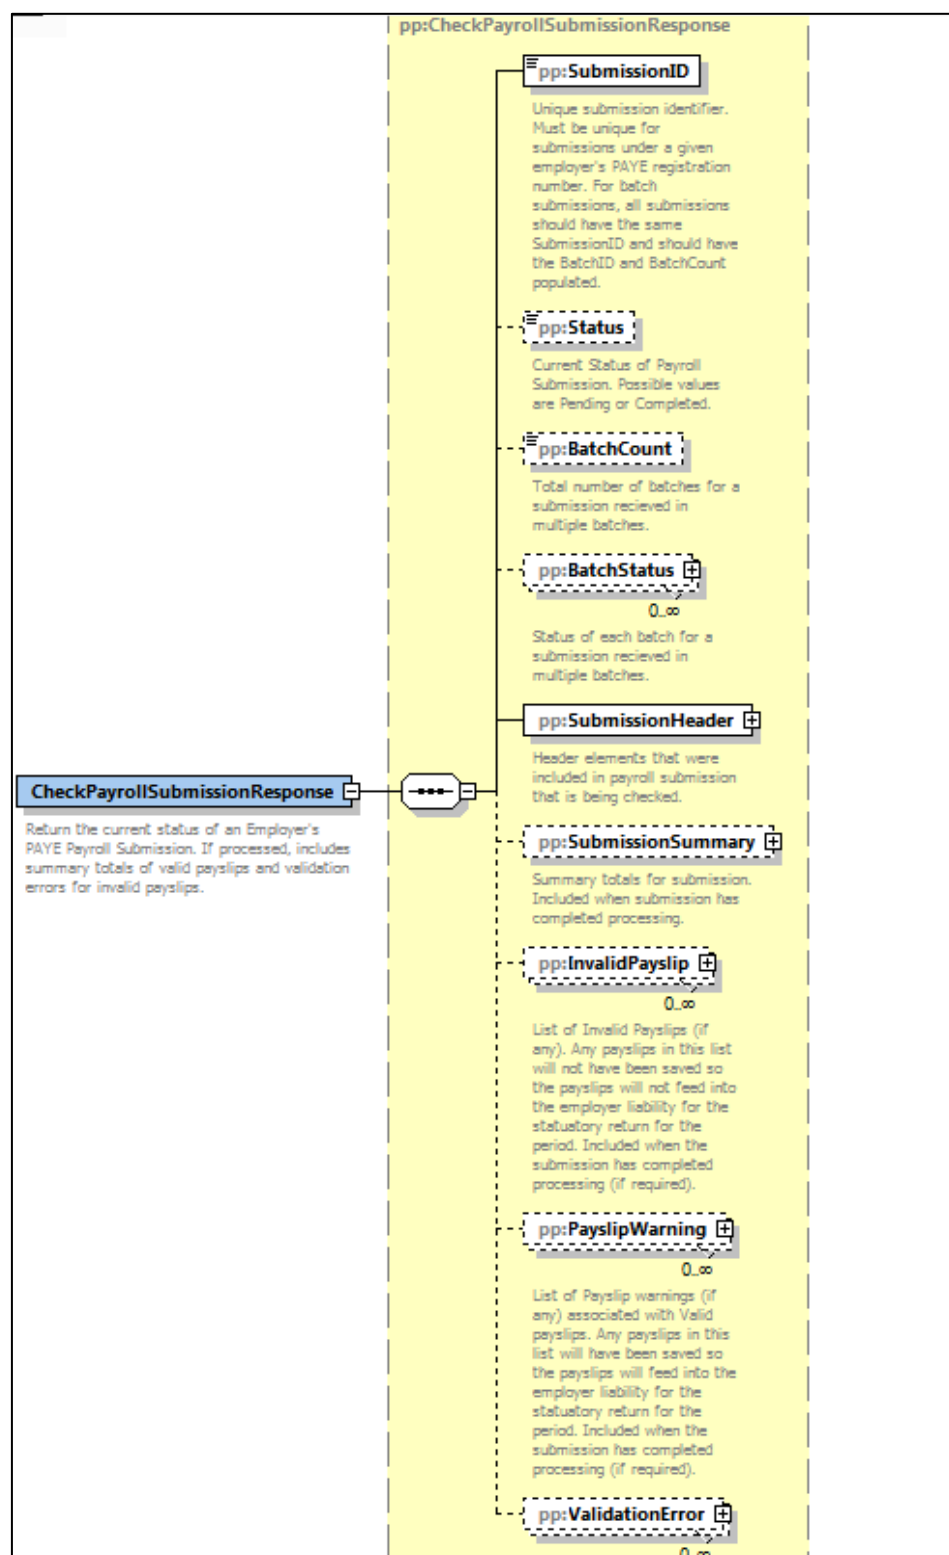 pp:CheckPayrollSubmissionResponse
pp:SubmissionID
Unique submission identifier.
Must be unique for
submissions under a given
employer's PAYE registration
number. For batch
submissions, all submissions
should have the same
SubmissionID and should have
the BatchID and BatchCount
populated.
pp:Status
Current Status of Payroll
Submission. Possible values
are Pending or Completed.
pp:BatchCount
Total number of batches for a
submission recieved in
multiple batches.
pp:BatchStatus
0..∞
Status of each batch for a
submission recieved in
multiple batches.
pp:SubmissionHeader
Header elements that were
included in payroll submission
that is being checked.
CheckPayrollSubmissionResponse
Return the current status of an Employer's
PAYE Payroll Submission. If processed, includes
summary totals of valid payslips and validation
errors for invalid payslips.
pp:SubmissionSummary
Summary totals for submission.
Included when submission has
completed processing.
pp:InvalidPayslip
0..∞
List of Invalid Payslips (if
any). Any payslips in this list
will not have been saved so
the payslips will not feed into
the employer liability for the
statuatory return for the
period. Included when the
submission has completed
processing (if required).
pp:PayslipWarning
0..∞
List of Payslip warnings (if
any) associated with Valid
payslips. Any payslips in this
list will have been saved so
the payslips will feed into the
employer liability for the
statuatory return for the
period. Included when the
submission has completed
processing (if required).
pp:ValidationError
0..∞